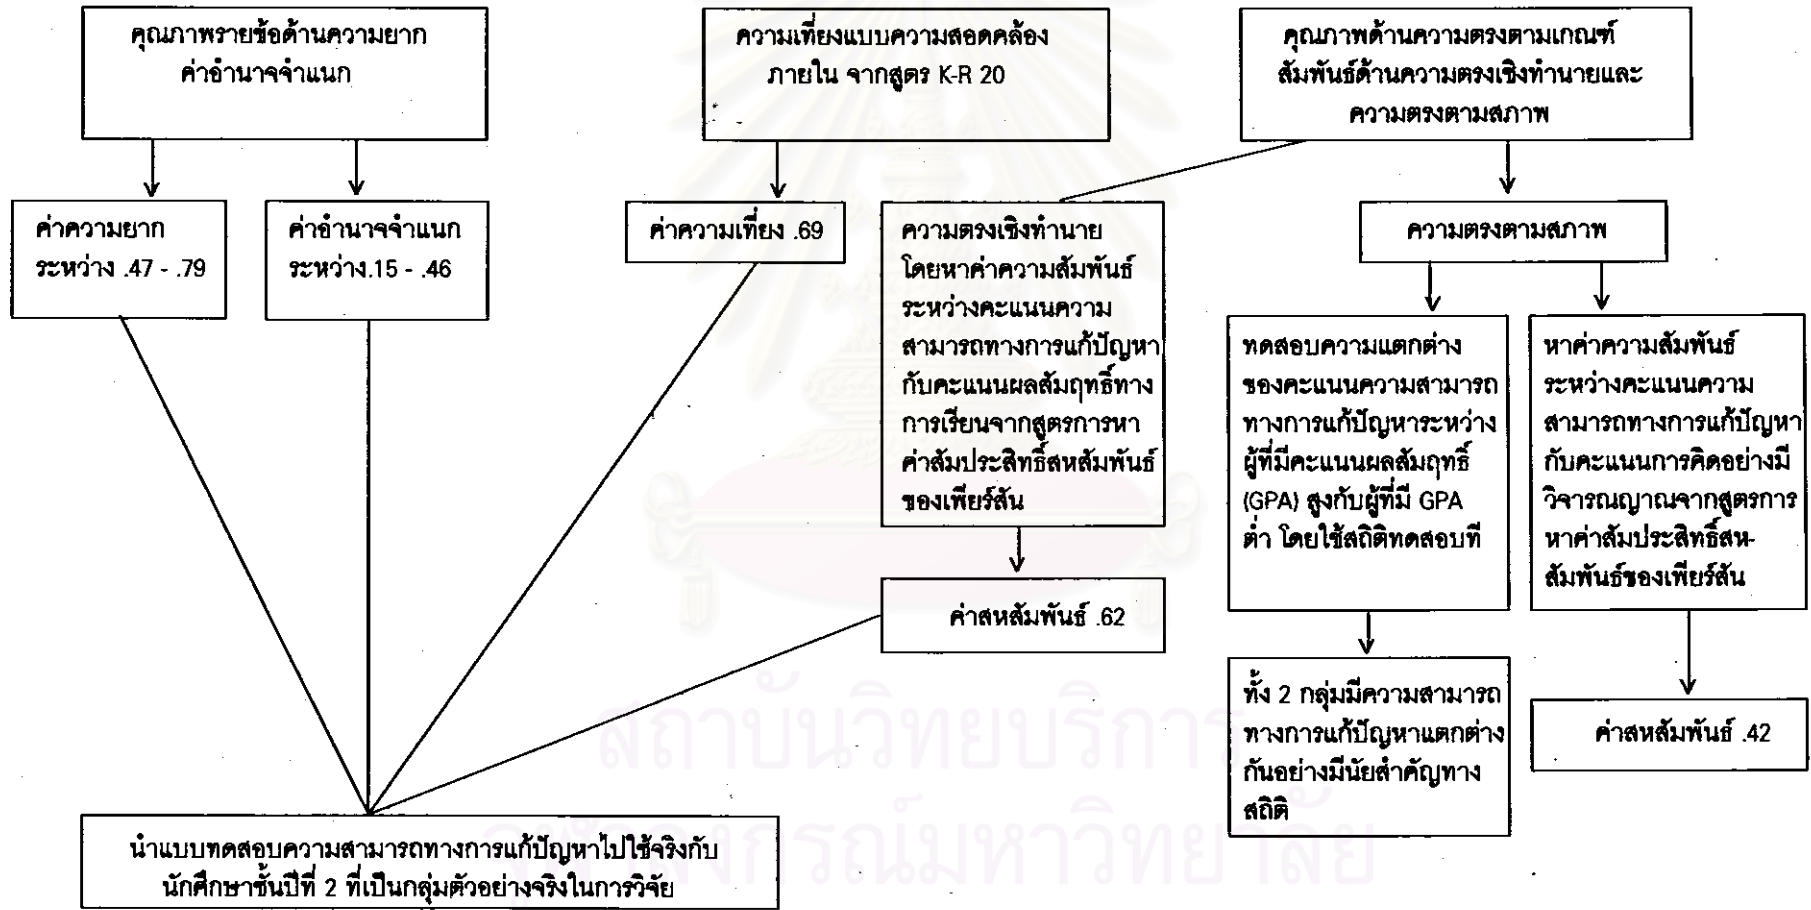 คุณภาพรายข้อด้านความยาก
ค่าอำนาจจำแนก
ความเที่ยงแบบความสอดคล้อง
ภายใน จากสูตร K-R 20
คุณภาพด้านความตรงตามเกณฑ์
สัมพันธ์ด้านความตรงเชิงทำนายและ
ความตรงตามสภาพ
ค่าความยาก
ระหว่าง .47 - .79
ค่าอำนาจจำแนก
ระหว่าง.15 - .46
ค่าความเที่ยง .69
ความตรงเชิงทำนาย
โดยหาค่าความสัมพันธ์
ระหว่างคะแนนความ
สามารถทางการแก้ปัญหา
กับคะแนนผลสัมฤทธิ์ทาง
การเรียนจากสูตรการหา
ค่าสัมประสิทธิ์สหสัมพันธ์
ของเพียร์สัน
ความตรงตามสภาพ
ทดสอบความแตกต่าง
ของคะแนนความสามารถ
ทางการแก้ปัญหาระหว่าง
ผู้ที่มีคะแนนผลสัมฤทธิ์
(GPA) สูงกับผู้ที่มี GPA
ต่ำ โดยใช้สถิติทดสอบที
หาค่าความสัมพันธ์
ระหว่างคะแนนความ
สามารถทางการแก้ปัญหา
กับคะแนนการคิดอย่างมี
วิจารณญาณจากสูตรการ
หาค่าสัมประสิทธิ์สห-
สัมพันธ์ของเพียร์สัน
ค่าสหสัมพันธ์ .62
ทั้ง 2 กลุ่มมีความสามารถ
ทางการแก้ปัญหาแตกต่าง
กันอย่างมีนัยสำคัญทาง
สถิติ
ค่าสหสัมพันธ์ .42
นำแบบทดสอบความสามารถทางการแก้ปัญหาไปใช้จริงกับ
นักศึกษาชั้นปีที่ 2 ที่เป็นกลุ่มตัวอย่างจริงในการวิจัย
สถาบันวิทยบริการ
จุฬาลงกรณ์มหาวิทยาลัย